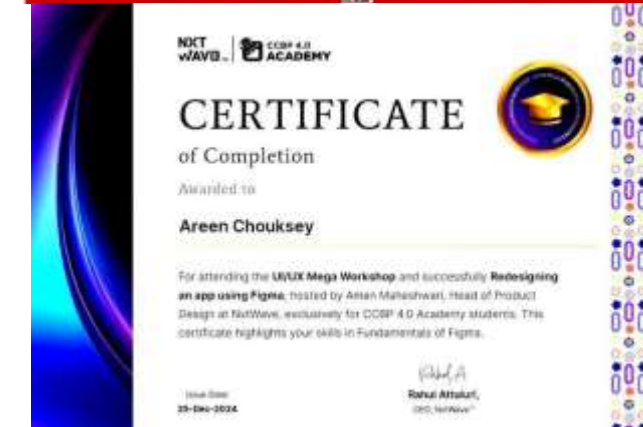 NXT
WAVE
CCBP 4.0
ACADEMY
CERTIFICATE
of Completion
Awarded to
Areen Chouksey
For attending the UI/UX Mega Workshop and successfully Redesigning
an app using Figma, hosted by Aman Maheshwari, Head of Product
Design at NxtWave, exclusively for CCBP 4.0 Academy students. This
certificate highlights your skills in Fundamentals of Figma.
Rahul A
Issue Date
25-Dec-2024
Rahul Attuluri,
CEO, NxtWave